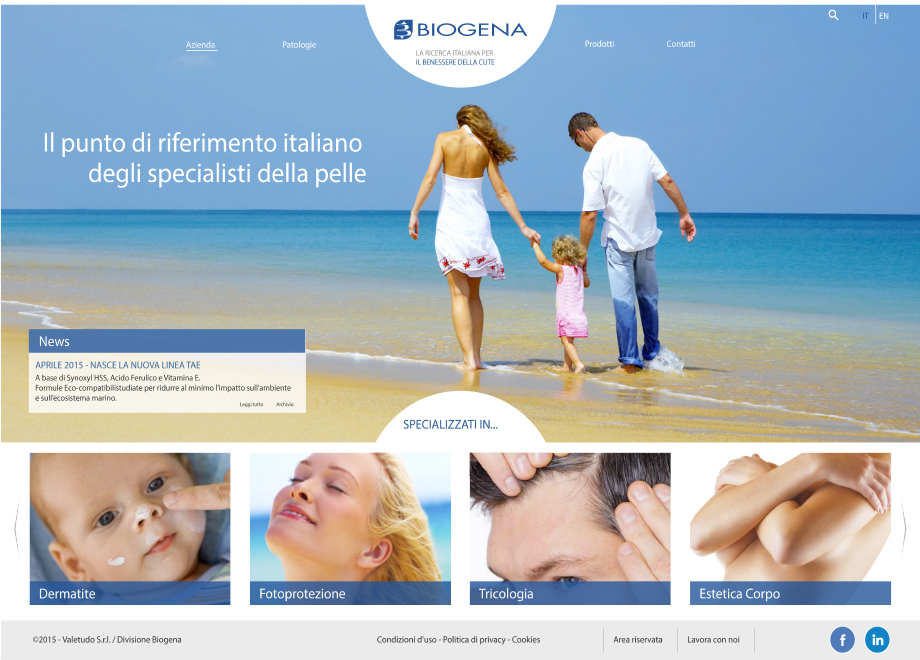 Azienda
Patologie
BIOGENA
LA RICERCA ITALIANA PER
IL BENESSERE DELLA CUTE
Prodotti
Contatti
IT
EN
Il punto di riferimento italiano
degli specialisti della pelle
News
APRILE 2015 - NASCE LA NUOVA LINEA TAE
A base di Synoxyl HSS, Acido Ferulico e Vitamina E.
Formule Eco-compatibilistudiate per ridurre al minimo l'impatto sull'ambiente
e sull'ecosistema marino.
Leggi tutto
Archivio
SPECIALIZZATI IN...
Dermatite
Fotoprotezione
Tricologia
Estetica Corpo
©2015 - Valetudo S.r.l. / Divisione Biogena
Condizioni d'uso - Politica di privacy - Cookies
Area riservata
Lavora con noi
f
in